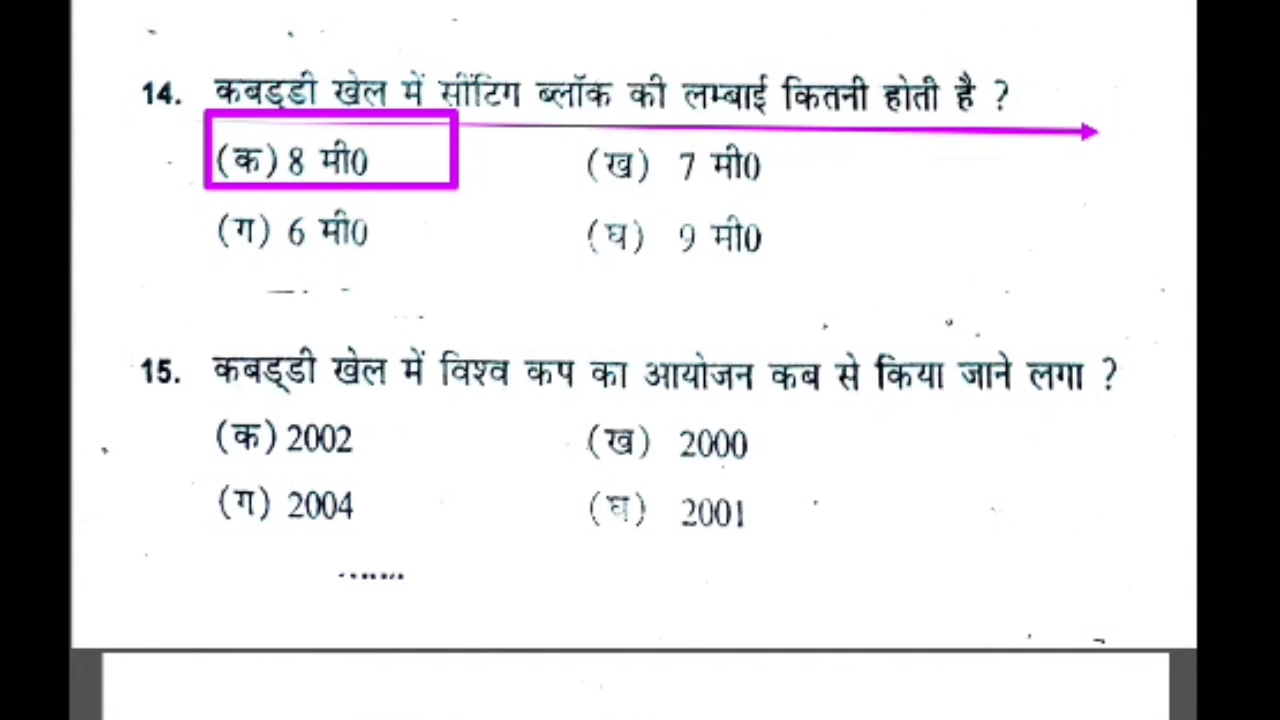 14. कबड्डी खेल में सींटिग ब्लॉक की लम्बाई कितनी होती है ?
(क) 8 मी0 (ख) 7 मी0
(ग) 6 मी0 (घ) 9 मी0
15. कबड्डी खेल में विश्व कप का आयोजन कब से किया जाने लगा ?
(क) 2002 (ख) 2000
(ग) 2004 (घ) 2001